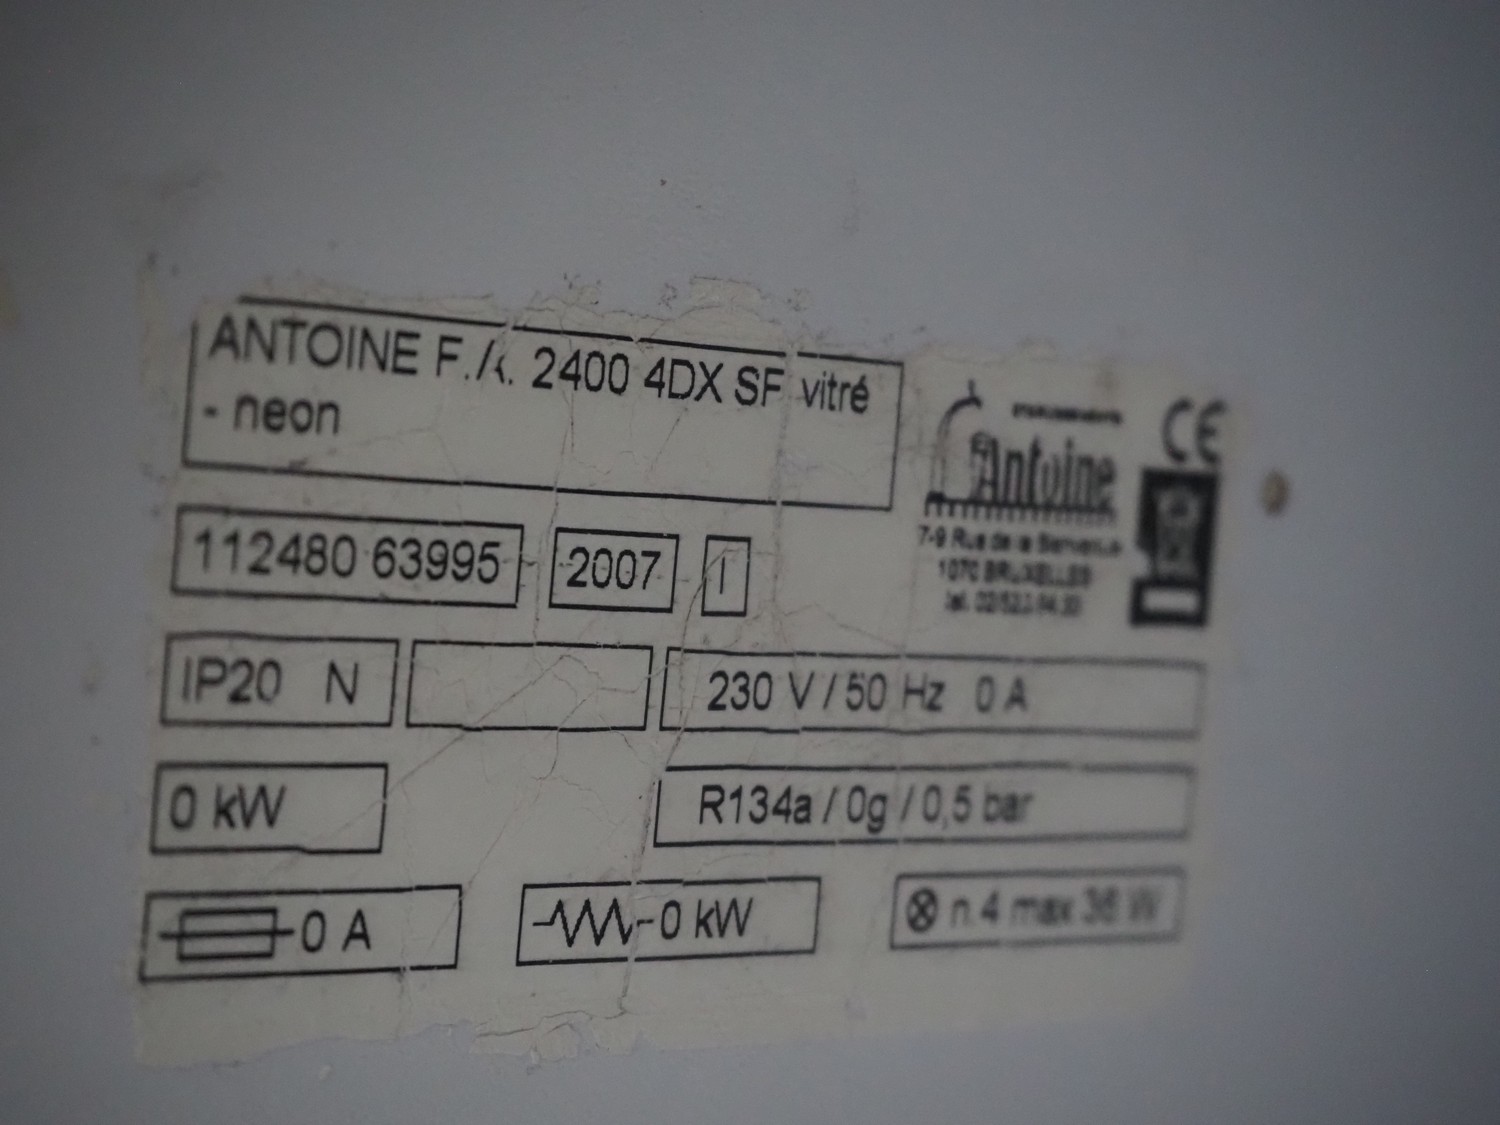 ANTOINE F./. 2400 4DX SF vitré
- neon
Antoine
CE
7-9 Rue de la
1070 BRUXELLES
tel.
112480 63995
2007
I
IP20 N
230 V / 50 Hz 0 A
0 kW
R134a / 0g / 0,5 bar
0 A
0 kW
n.4 max 36 W